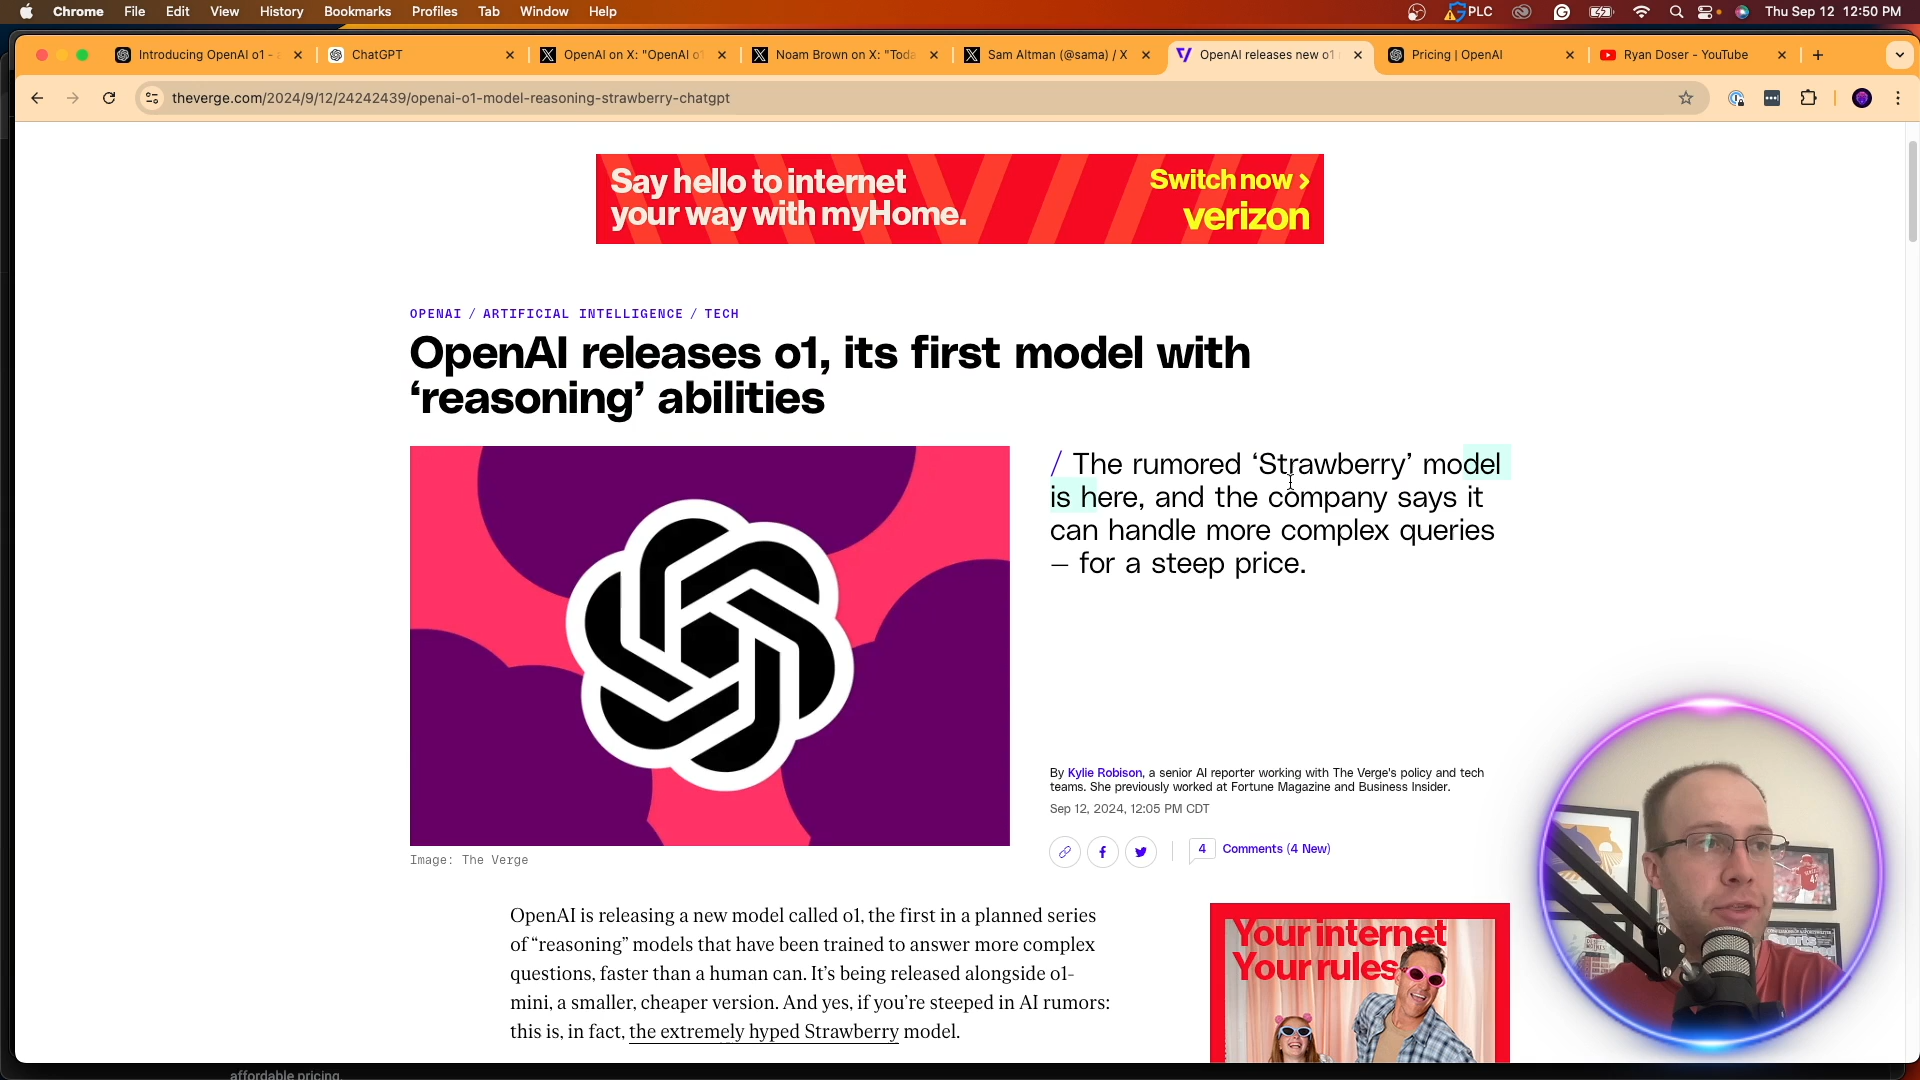 Chrome File Edit View History Bookmarks Profiles Tab Window Help PLC Thu Sep 12 12:50 PM
Introducing OpenAI o1 - ChatGPT OpenAI on X: "OpenAI o1 Noam Brown on X: "Toda Sam Altman (@sama) / X OpenAI releases new o1 Pricing | OpenAI Ryan Doser - YouTube
theverge.com/2024/9/12/24242439/openai-o1-model-reasoning-strawberry-chatgpt
Say hello to internet
your way with myHome.
Switch now >
verizon
OPENAI / ARTIFICIAL INTELLIGENCE / TECH
OpenAI releases o1, its first model with
‘reasoning’ abilities
/ The rumored ‘Strawberry’ model
is here, and the company says it
can handle more complex queries
— for a steep price.
By Kylie Robison, a senior AI reporter working with The Verge's policy and tech
teams. She previously worked at Fortune Magazine and Business Insider.
Sep 12, 2024, 12:05 PM CDT
4 Comments (4 New)
Image: The Verge
OpenAI is releasing a new model called o1, the first in a planned series
of “reasoning” models that have been trained to answer more complex
questions, faster than a human can. It’s being released alongside o1-
mini, a smaller, cheaper version. And yes, if you’re steeped in AI rumors:
this is, in fact, the extremely hyped Strawberry model.
Your internet
Your rules
affordable pricing.